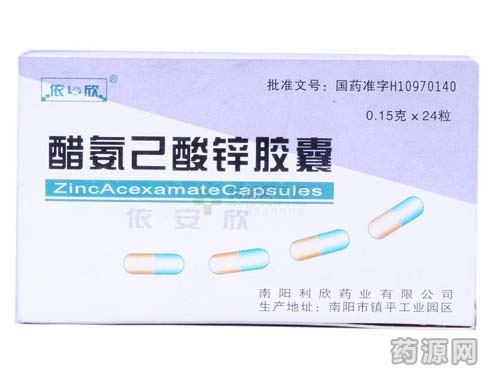 依安欣®
批准文号：国药准字H10970140
0.15克×24粒
醋氨己酸锌胶囊
ZincAcexamateCapsules
依安欣
南阳利欣药业有限公司
生产地址：南阳市镇平工业园区
药源网